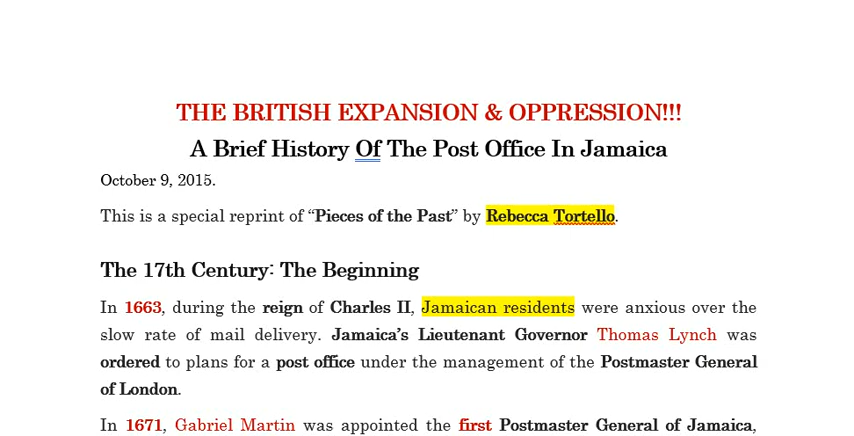 THE BRITISH EXPANSION & OPPRESSION!!!
A Brief History Of The Post Office In Jamaica
October 9, 2015.
This is a special reprint of “Pieces of the Past” by Rebecca Tortello.
The 17th Century: The Beginning
In 1663, during the reign of Charles II, Jamaican residents were anxious over the
slow rate of mail delivery. Jamaica’s Lieutenant Governor Thomas Lynch was
ordered to plans for a post office under the management of the Postmaster General
of London.
In 1671, Gabriel Martin was appointed the first Postmaster General of Jamaica,